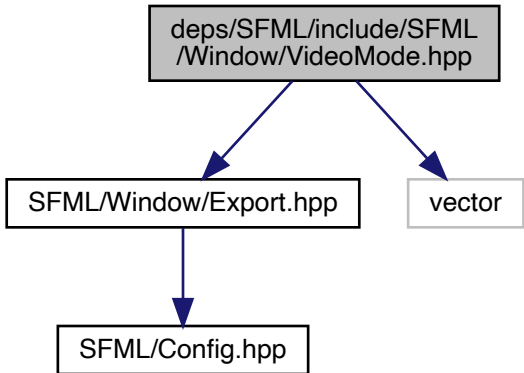 deps/SFML/include/SFML
/Window/VideoMode.hpp
SFML/Window/Export.hpp
vector
SFML/Config.hpp